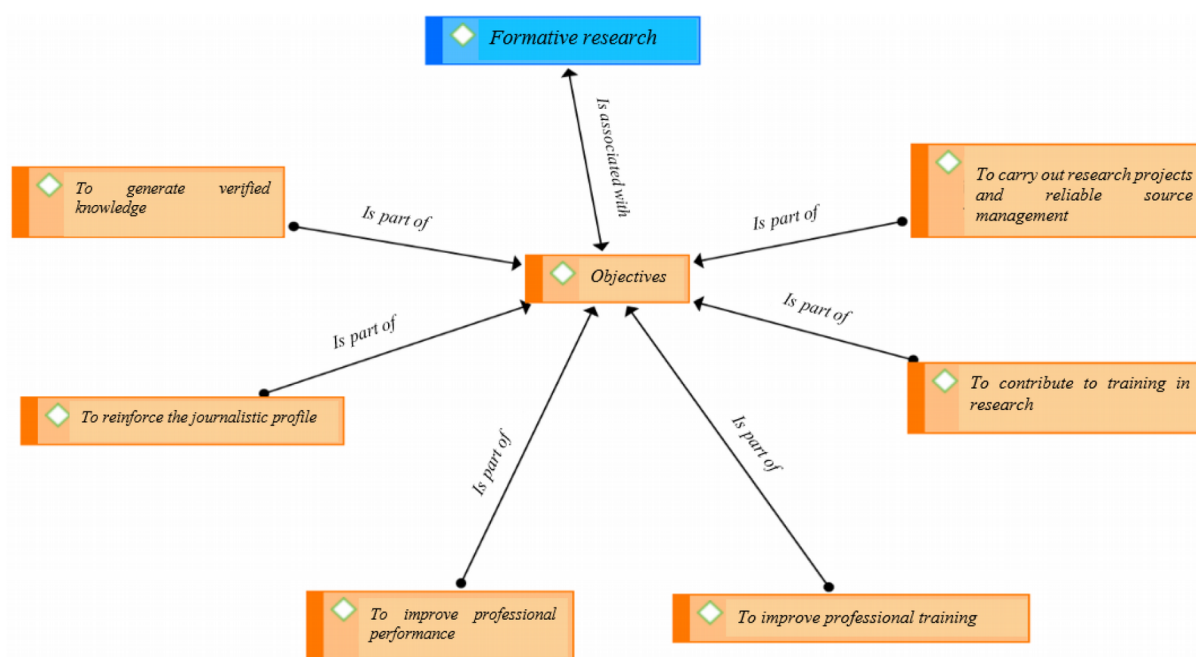 Formative research
Is associated with
To generate verified
knowledge
Is part of
To carry out research projects
and reliable source
management
Is part of
Objectives
Is part of
To reinforce the journalistic profile
Is part of
To contribute to training in
research
Is part of
To improve professional
performance
Is part of
To improve professional training